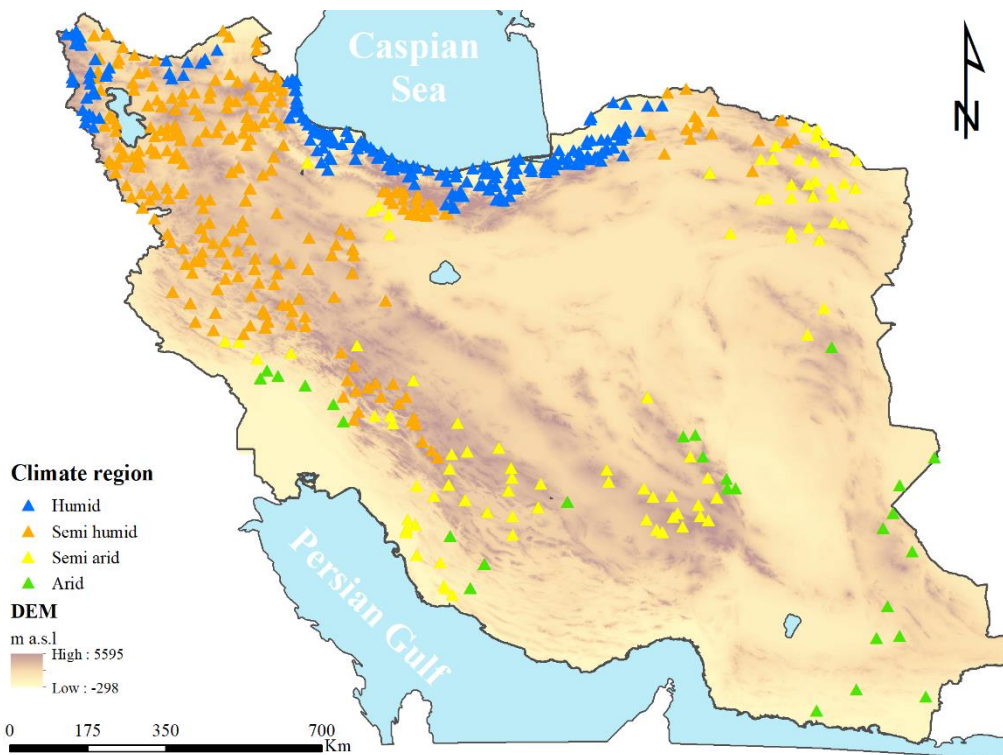 Caspian
Sea
N
Climate region
Humid
Semi humid
Semi arid
Arid
DEM
m a.s.l
High : 5595
Low : -298
Persian Gulf
0 175 350 700
Km